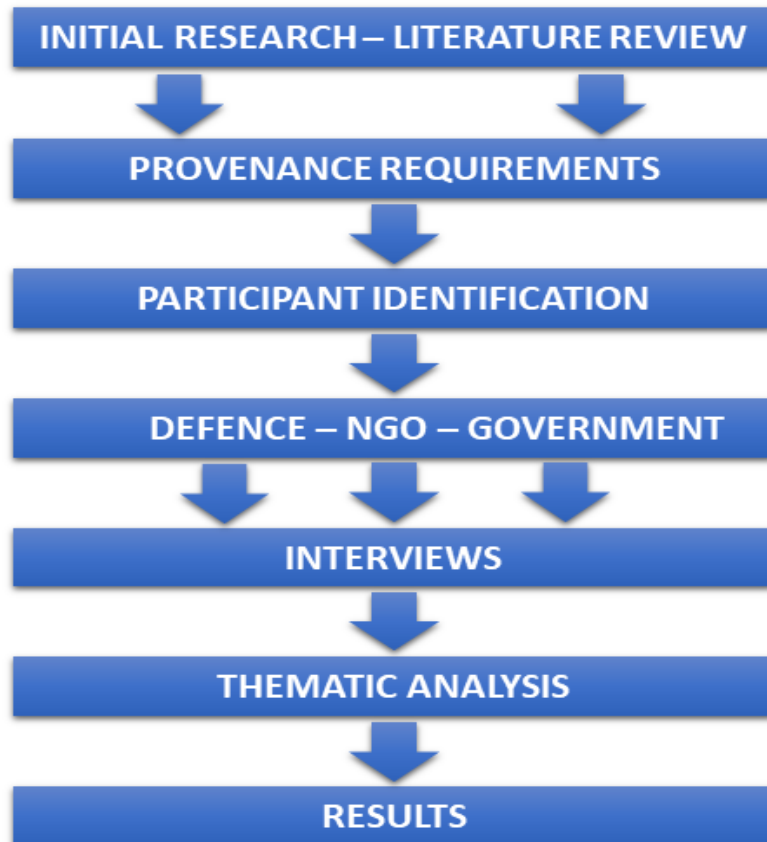 INITIAL RESEARCH – LITERATURE REVIEW
PROVENANCE REQUIREMENTS
PARTICIPANT IDENTIFICATION
DEFENCE – NGO – GOVERNMENT
INTERVIEWS
THEMATIC ANALYSIS
RESULTS